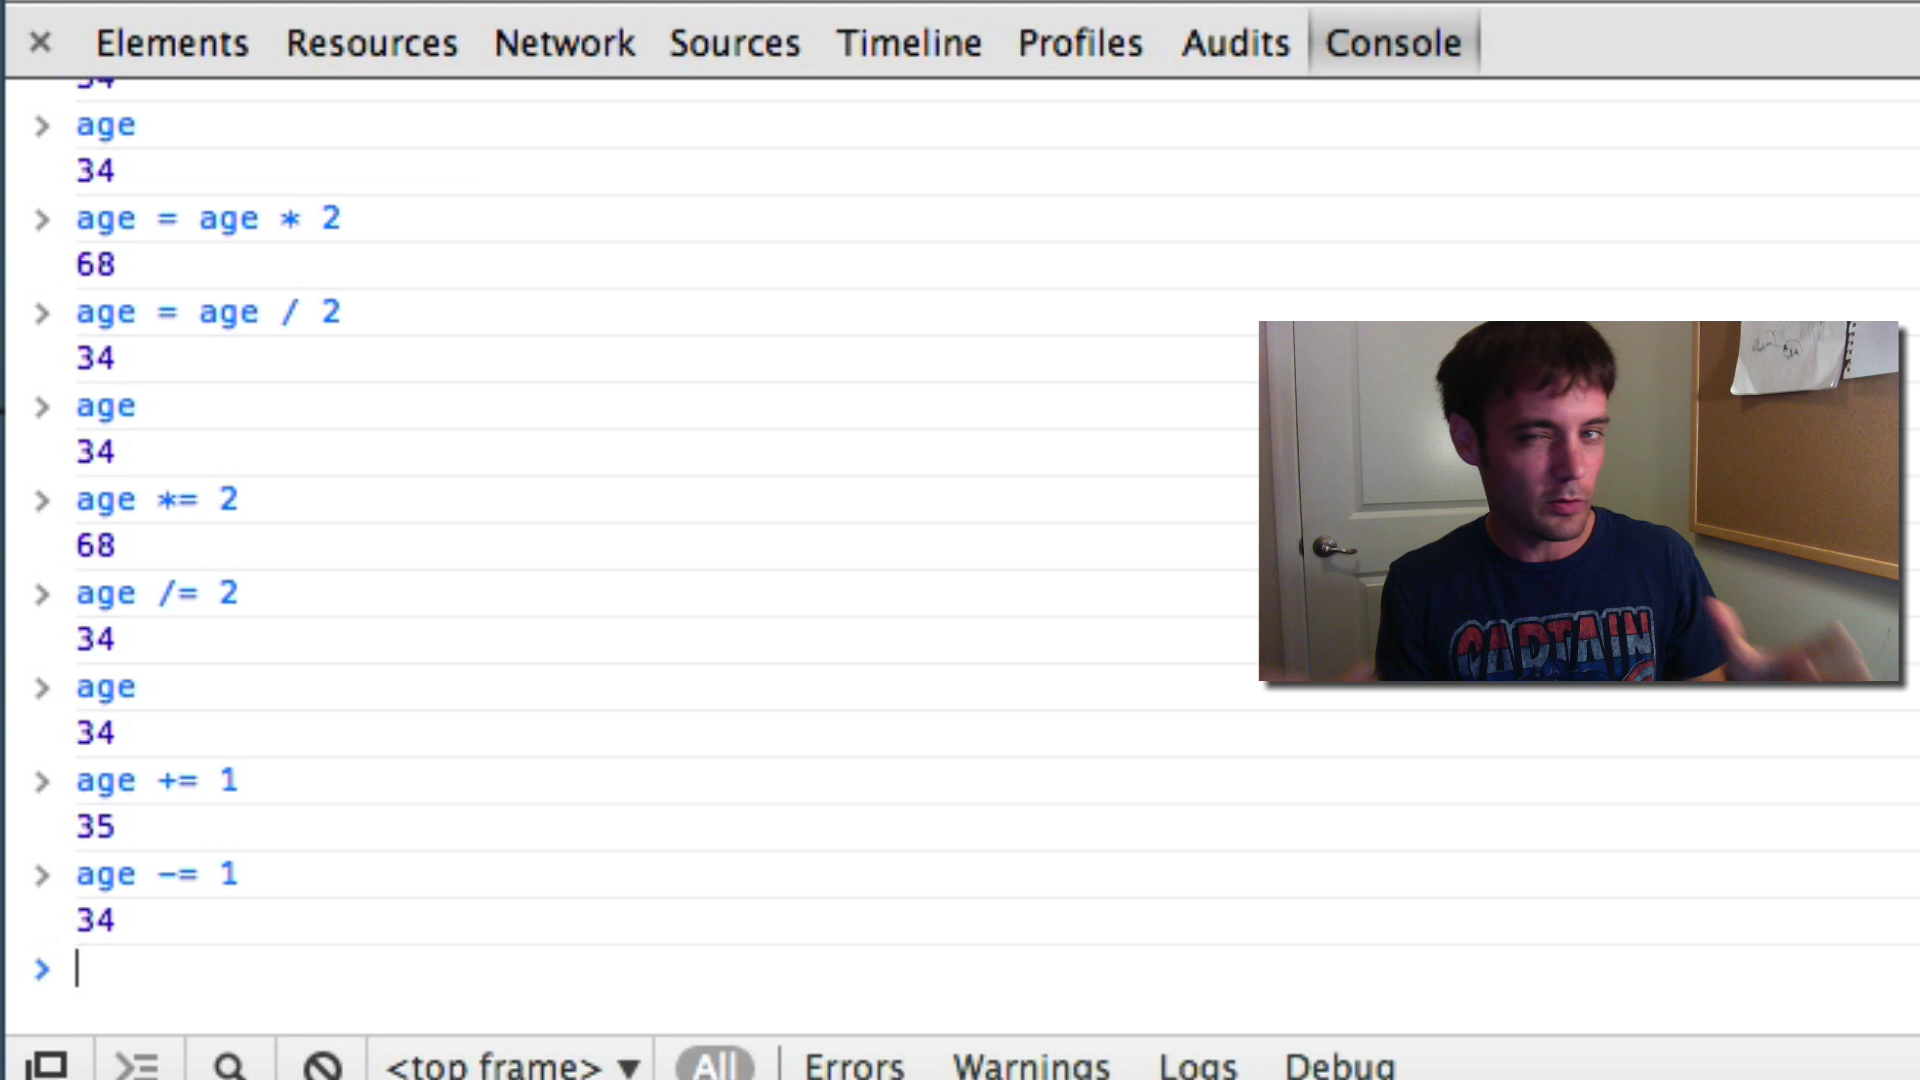 × Elements Resources Network Sources Timeline Profiles Audits Console
34
> age
34
> age = age * 2
68
> age = age / 2
34
> age
34
> age *= 2
68
> age /= 2
34
> age
34
> age += 1
35
> age -= 1
34
>
CAPTAIN
<top frame> ▼ All Errors Warnings Logs Debug